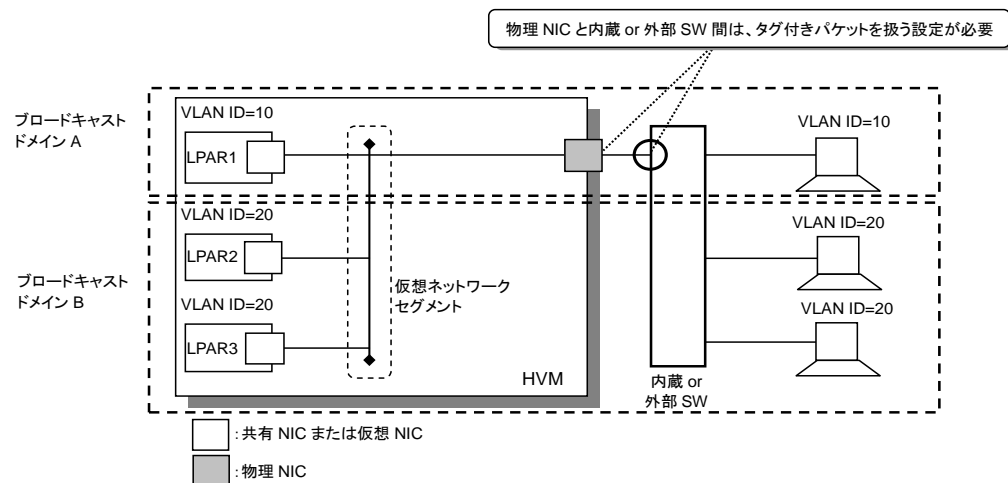 物理 NIC と内蔵 or 外部 SW 間は、タグ付きパケットを扱う設定が必要
ブロードキャスト
ドメイン A
VLAN ID=10
LPAR1
VLAN ID=10
VLAN ID=20
LPAR2
VLAN ID=20
ブロードキャスト
ドメイン B
仮想ネットワーク
セグメント
VLAN ID=20
LPAR3
VLAN ID=20
HVM
内蔵 or
外部 SW
:共有 NIC または仮想 NIC
:物理 NIC